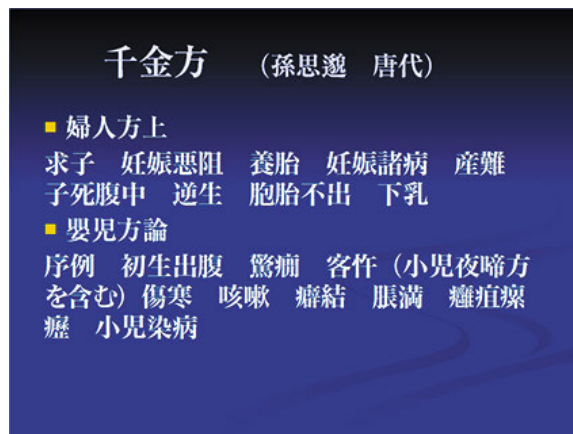 千金方　（孫思邈　唐代）
■ 婦人方上
求子　妊娠悪阻　養胎　妊娠諸病　産難
子死腹中　逆生　胞胎不出　下乳
■ 嬰児方論
序例　初生出腹　驚癇　客忤（小児夜啼方
を含む）傷寒　咳嗽　癖結　脹満　癰疽瘰
癧　小児染病